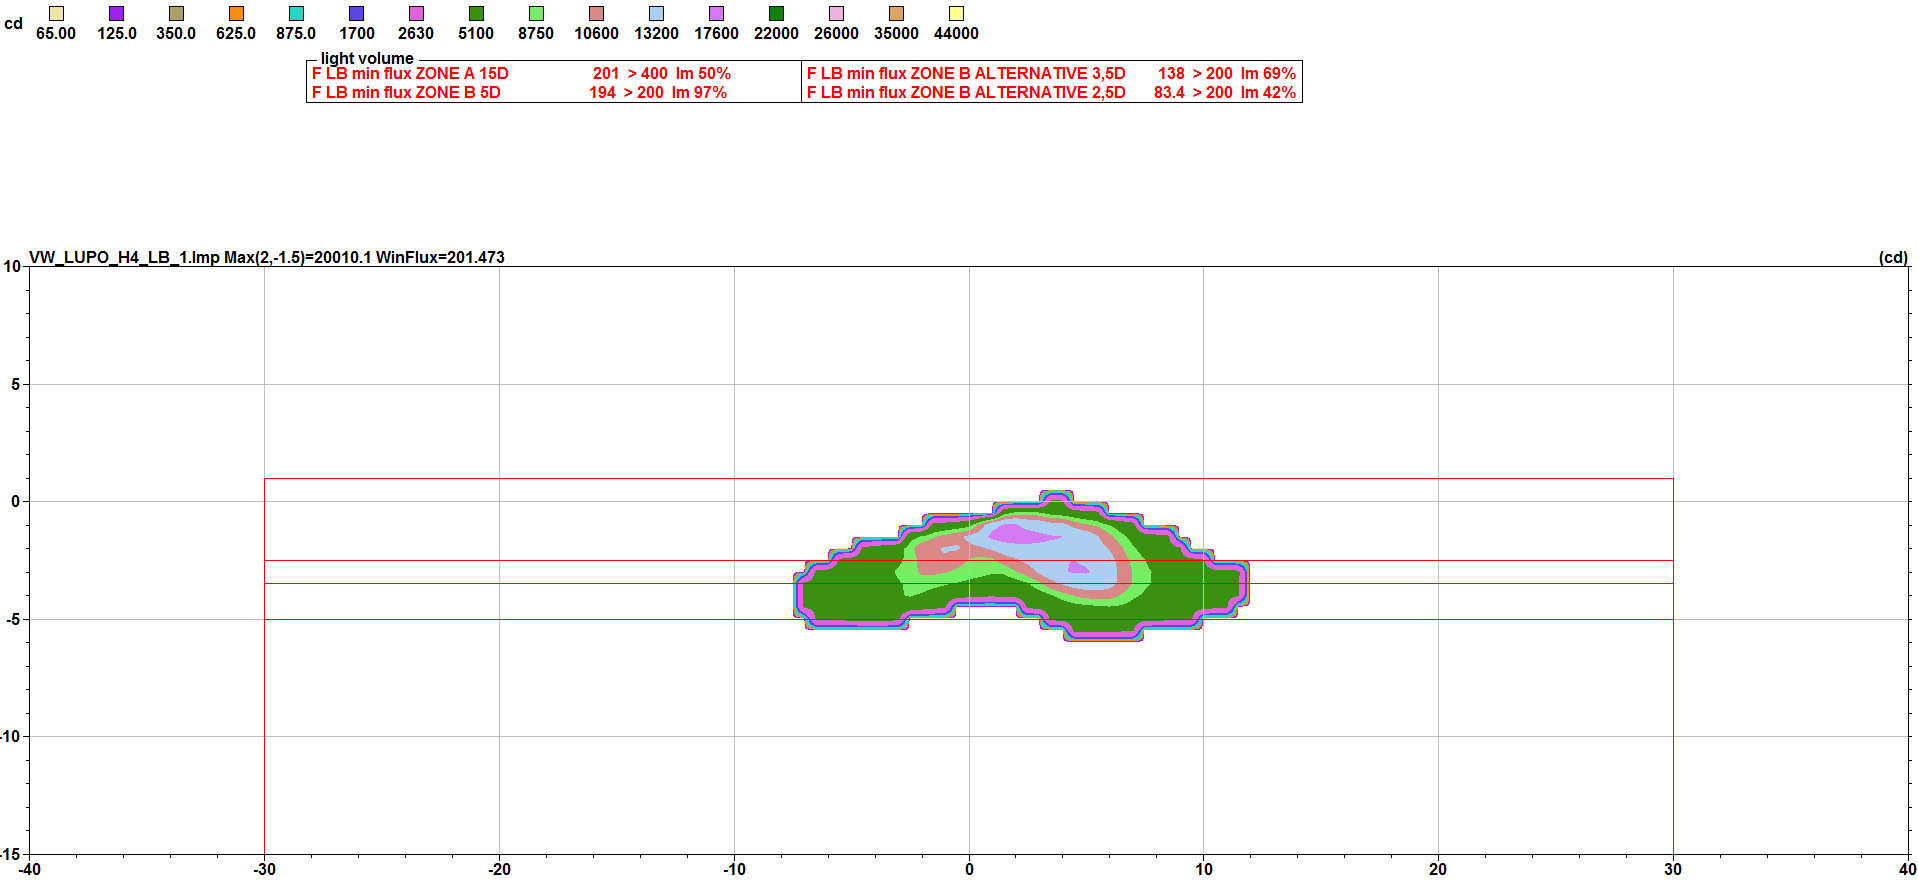 cd 65.00 125.0 350.0 625.0 875.0 1700 2630 5100 8750 10600 13200 17600 22000 26000 35000 44000
light volume
F LB min flux ZONE A 15D 201 > 400 lm 50% F LB min flux ZONE B ALTERNATIVE 3,5D 138 > 200 lm 69%
F LB min flux ZONE B 5D 194 > 200 lm 97% F LB min flux ZONE B ALTERNATIVE 2,5D 83.4 > 200 lm 42%
VW_LUPO_H4_LB_1.lmp Max(2,-1.5)=20010.1 WinFlux=201.473 (cd)
10
5
0
-5
-10
-15
-40 -30 -20 -10 0 10 20 30 40